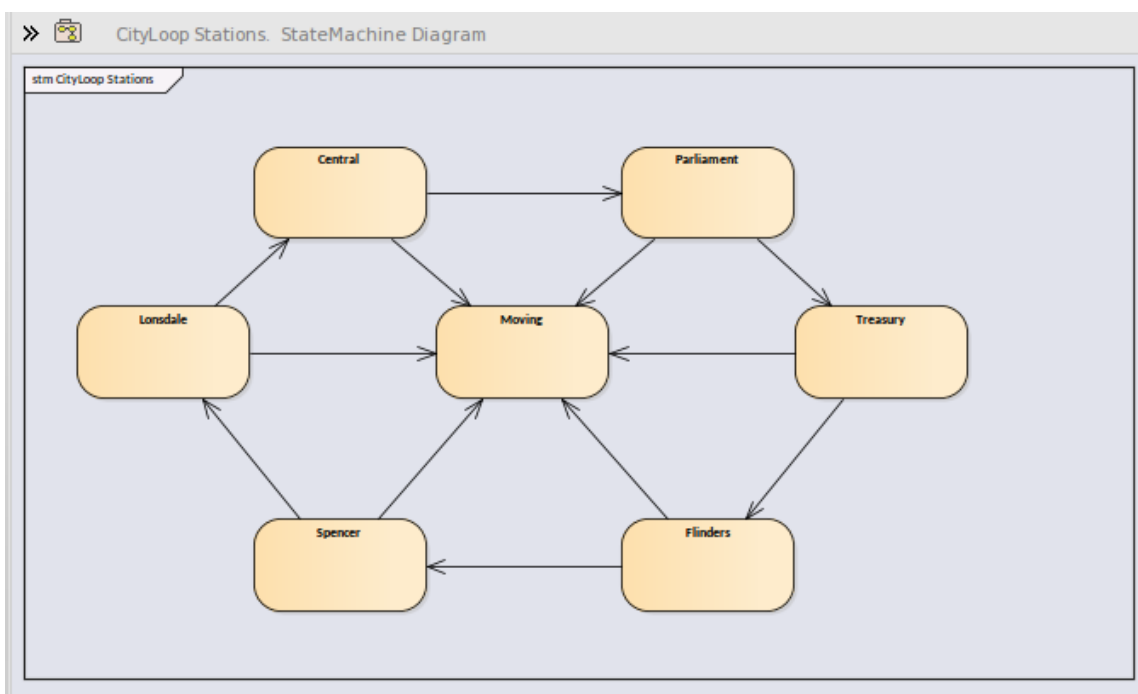 CityLoop Stations. StateMachine Diagram
stm CityLoop Stations
Central
Parliament
Lonsdale
Moving
Treasury
Spencer
Flinders